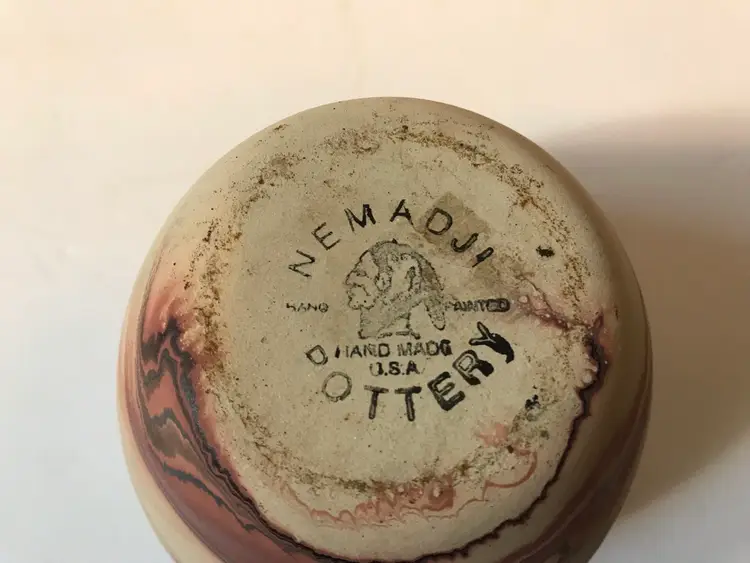 NEMADJI
HAND PAINTED
HAND MADE
U.S.A.
POTTERY